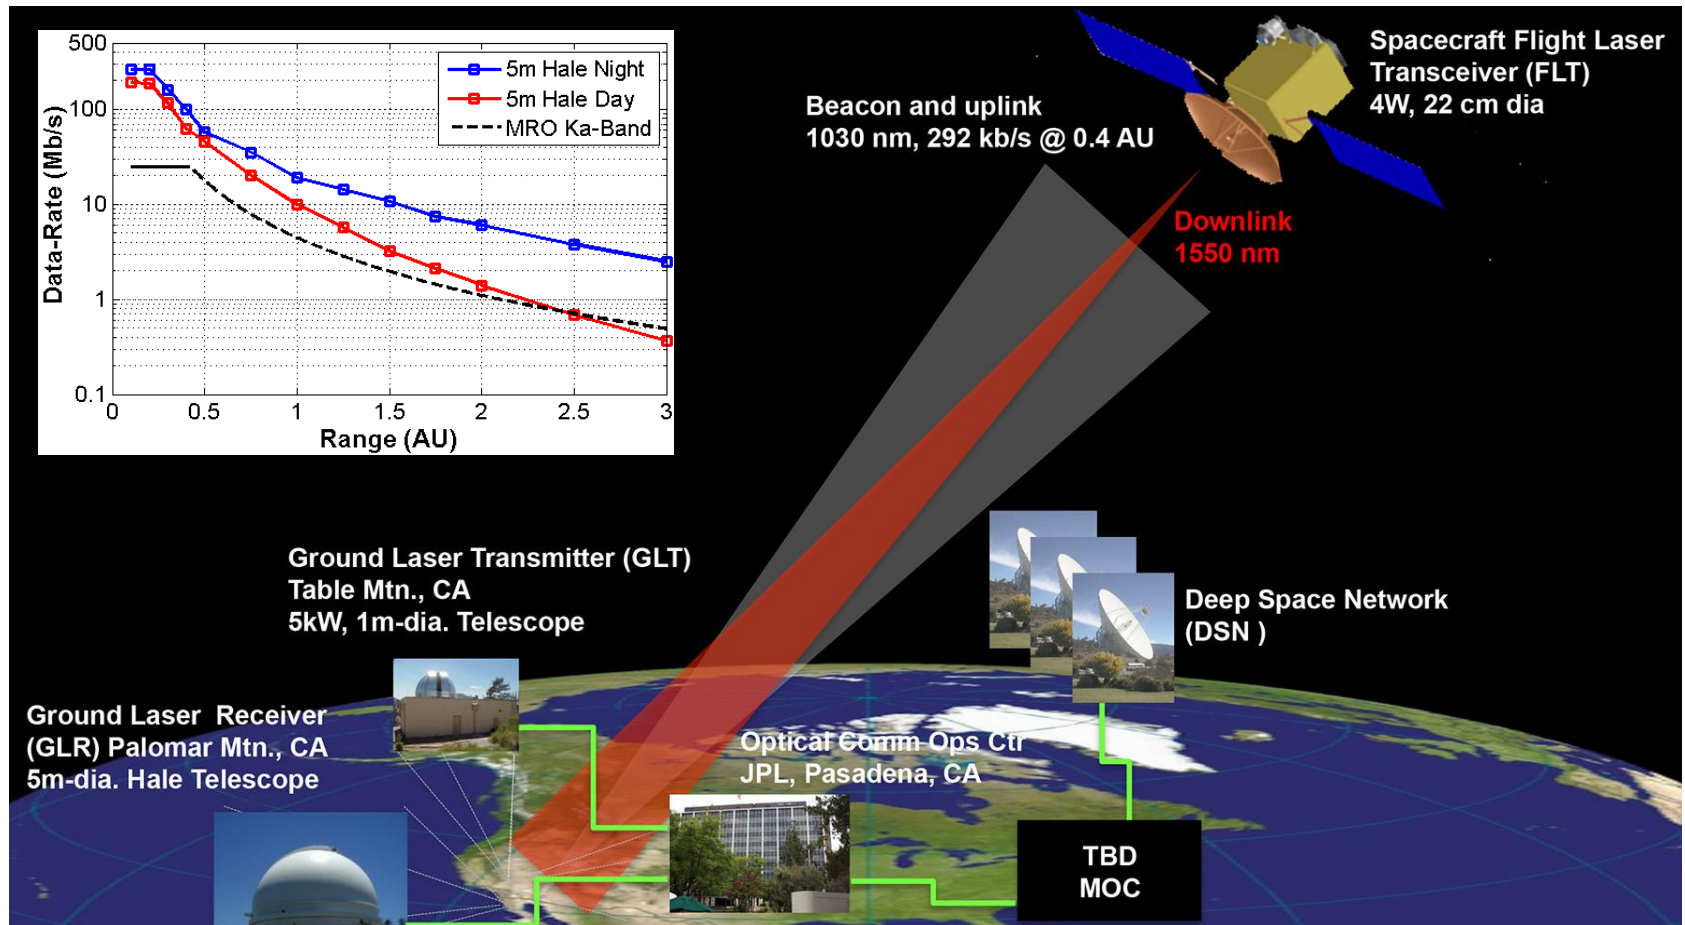 500
100
10
1
0.1
0
0.5
1
1.5
2
2.5
3
Data-Rate (Mb/s)
Range (AU)
5m Hale Night
5m Hale Day
MRO Ka-Band
Spacecraft Flight Laser
Transceiver (FLT)
4W, 22 cm dia
Beacon and uplink
1030 nm, 292 kb/s @ 0.4 AU
Downlink
1550 nm
Ground Laser Transmitter (GLT)
Table Mtn., CA
5kW, 1m-dia. Telescope
Deep Space Network
(DSN )
Ground Laser  Receiver
(GLR) Palomar Mtn., CA
5m-dia. Hale Telescope
Optical Comm Ops Ctr
JPL, Pasadena, CA
TBD
MOC